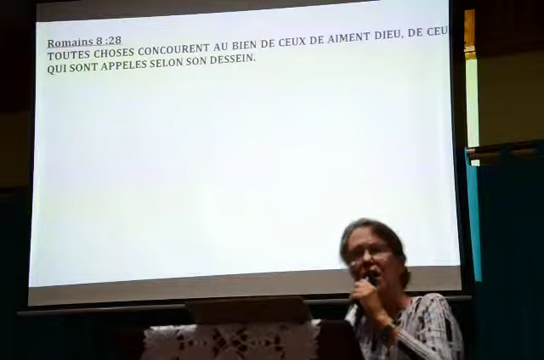 Romains 8 :28
TOUTES CHOSES CONCOURENT AU BIEN DE CEUX DE AIMENT DIEU, DE CEU
QUI SONT APPELES SELON SON DESSEIN.